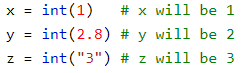 x = int(1)   # x will be 1
y = int(2.8) # y will be 2
z = int("3") # z will be 3